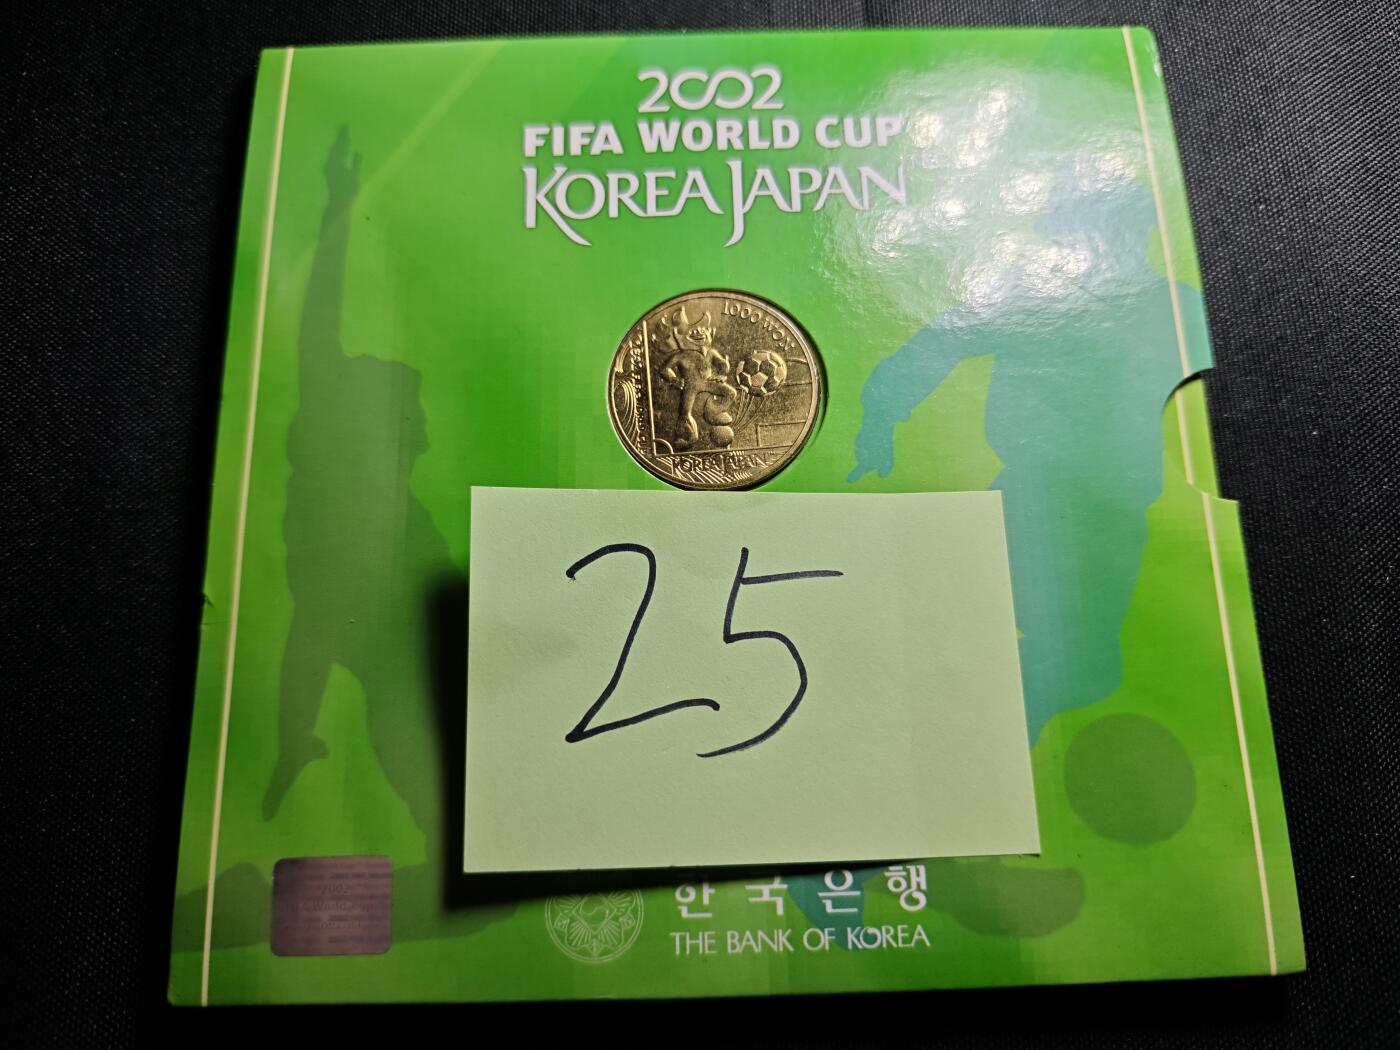 2002
FIFA WORLD CUP
KOREA JAPAN
1000 WON
KOREA JAPAN
25
2002
한국은행
THE BANK OF KOREA